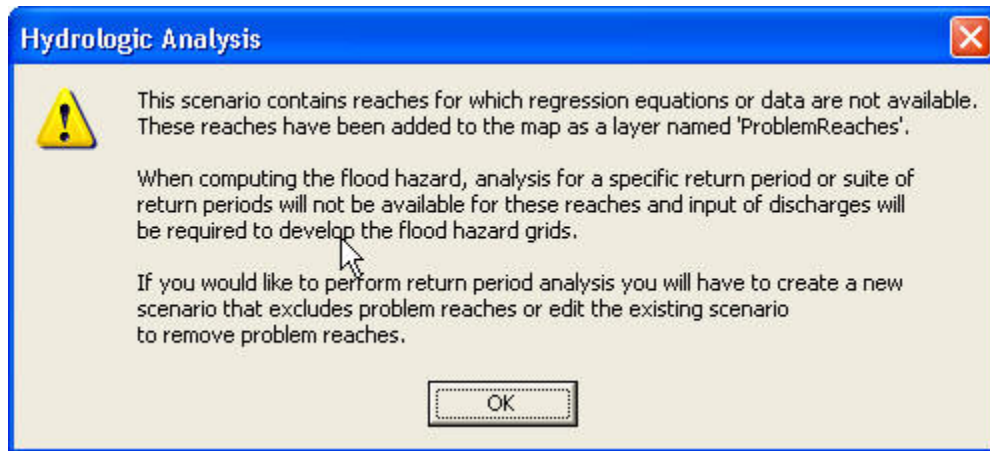 Hydrologic Analysis
This scenario contains reaches for which regression equations or data are not available.
These reaches have been added to the map as a layer named 'ProblemReaches'.
When computing the flood hazard, analysis for a specific return period or suite of
return periods will not be available for these reaches and input of discharges will
be required to develop the flood hazard grids.
If you would like to perform return period analysis you will have to create a new
scenario that excludes problem reaches or edit the existing scenario
to remove problem reaches.
OK